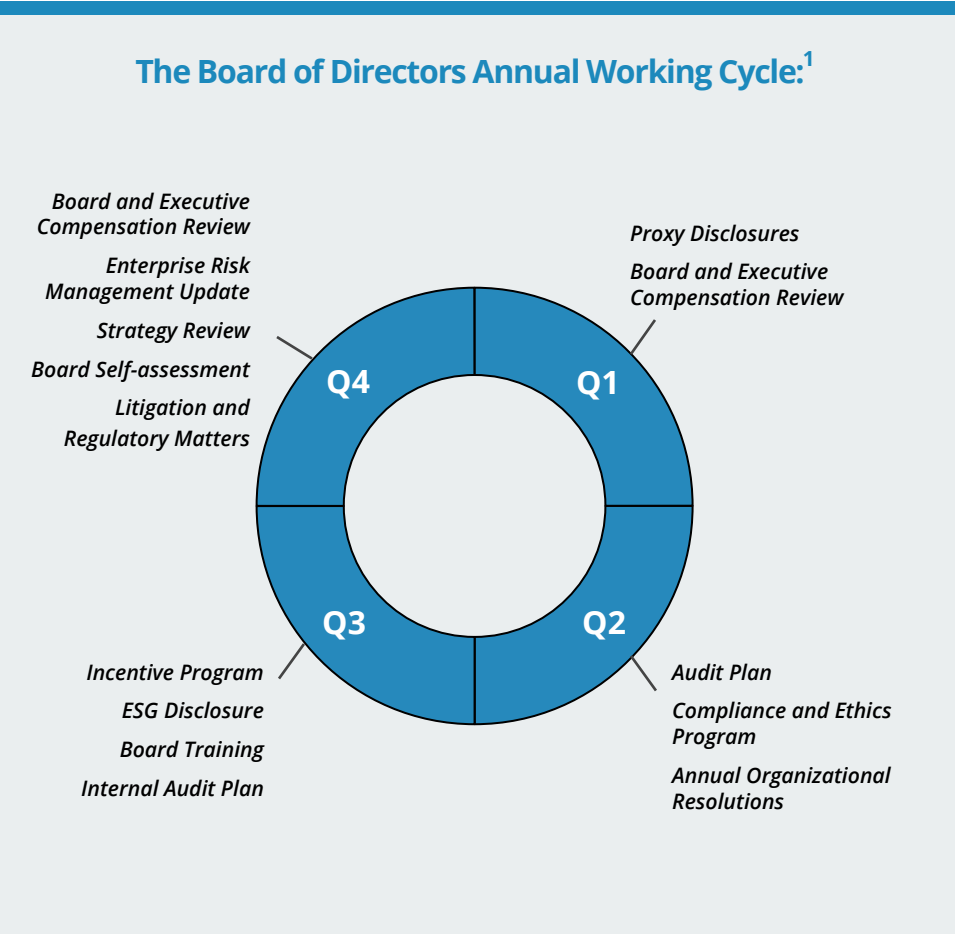 The Board of Directors Annual Working Cycle:1
Board and Executive
Compensation Review
Enterprise Risk
Management Update
Strategy Review
Board Self-assessment
Litigation and
Regulatory Matters
Proxy Disclosures
Board and Executive
Compensation Review
Q4
Q1
Q3
Q2
Incentive Program
ESG Disclosure
Board Training
Internal Audit Plan
Audit Plan
Compliance and Ethics
Program
Annual Organizational
Resolutions